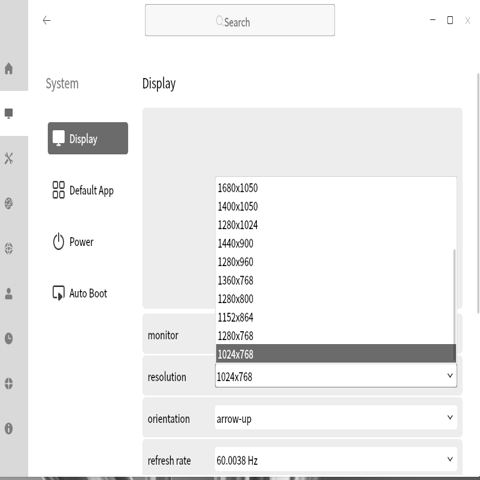 Search
System
Display
Display
Default App
Power
Auto Boot
1680x1050
1400x1050
1280x1024
1440x900
1280x960
1360x768
1280x800
1152x864
1280x768
1024x768
monitor
resolution
1024x768
orientation
arrow-up
refresh rate
60.0038 Hz